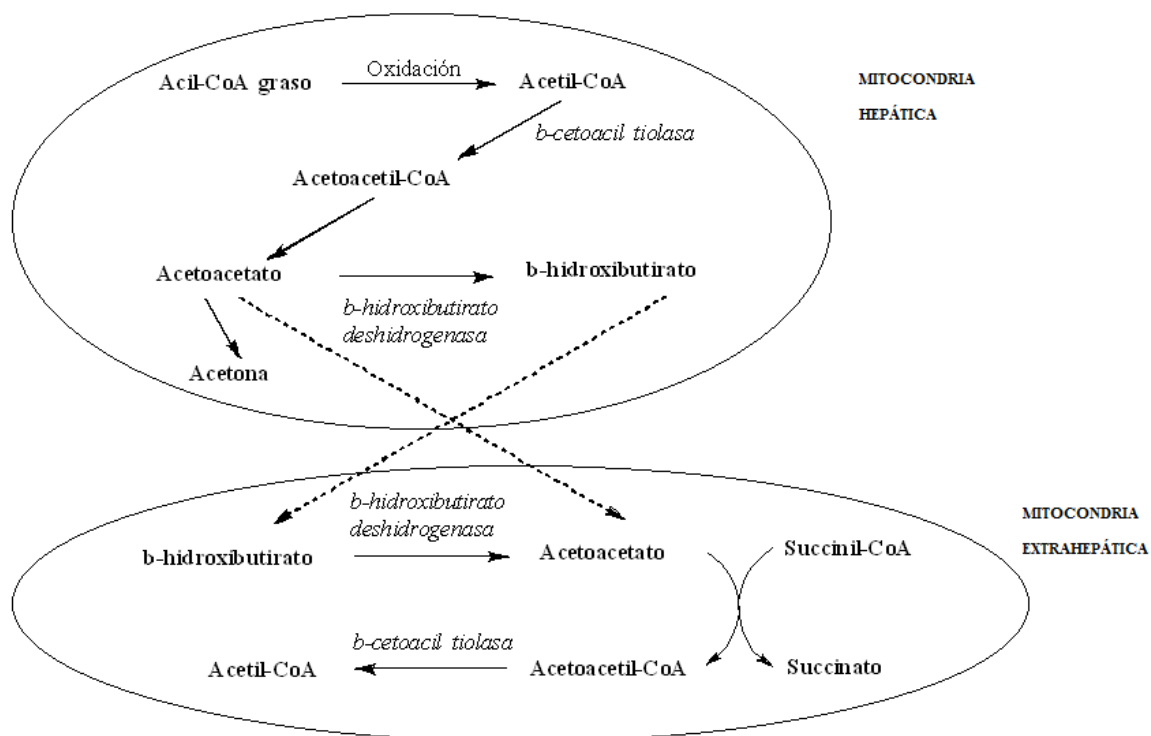 Acil-CoA graso
Oxidación
Acetil-CoA
MITOCONDRIA
HEPÁTICA
b-cetoacil tiolasa
Acetoacetil-CoA
Acetoacetato
b-hidroxibutirato
b-hidroxibutirato
deshidrogenasa
Acetona
b-hidroxibutirato
deshidrogenasa
MITOCONDRIA
EXTRAHEPÁTICA
b-hidroxibutirato
Acetoacetato
Succinil-CoA
b-cetoacil tiolasa
Acetil-CoA
Acetoacetil-CoA
Succinato